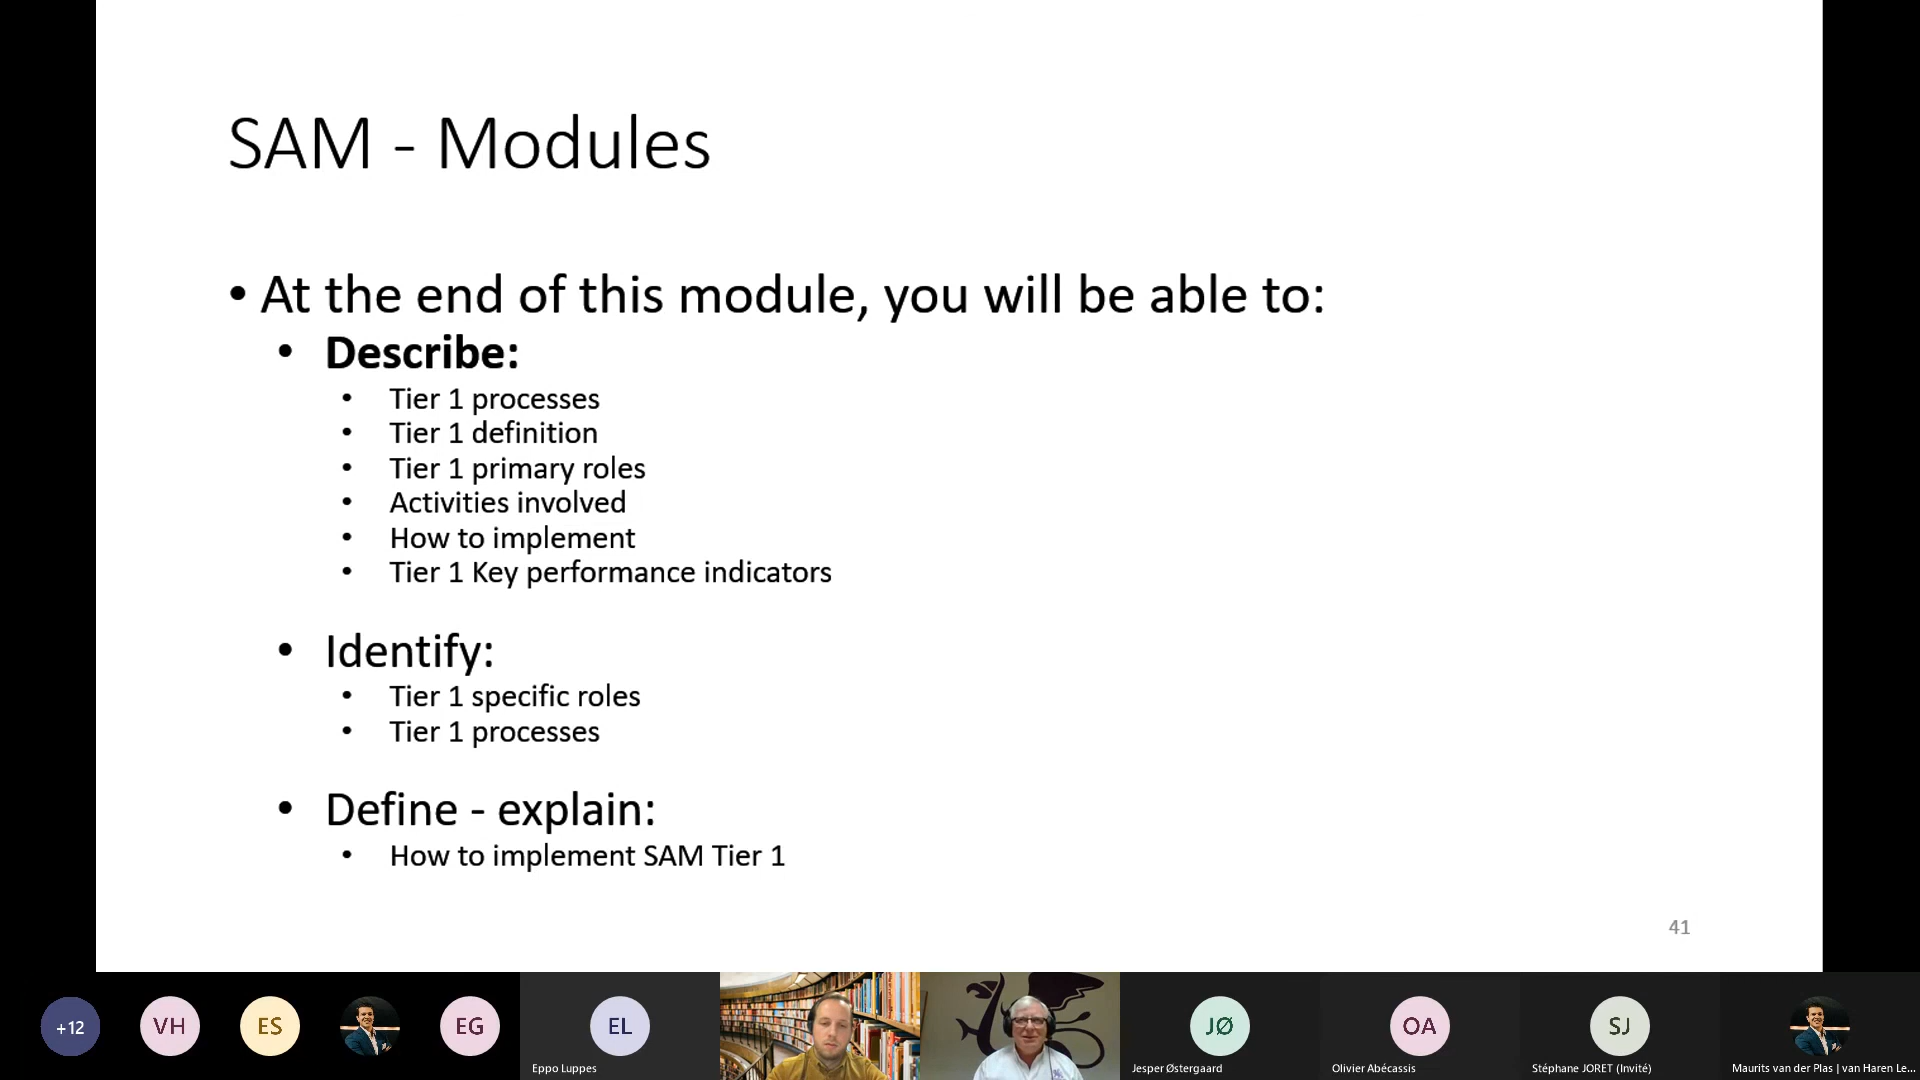 SAM - Modules
• At the end of this module, you will be able to:
• Describe:
• Tier 1 processes
• Tier 1 definition
• Tier 1 primary roles
• Activities involved
• How to implement
• Tier 1 Key performance indicators
• Identify:
• Tier 1 specific roles
• Tier 1 processes
• Define - explain:
• How to implement SAM Tier 1
41
+12
VH
ES
EG
EL
JØ
OA
SJ
Eppo Luppes
Jesper Østergaard
Olivier Abécassis
Stéphane JORET (Invité)
Maurits van der Plas | van Haren Le...